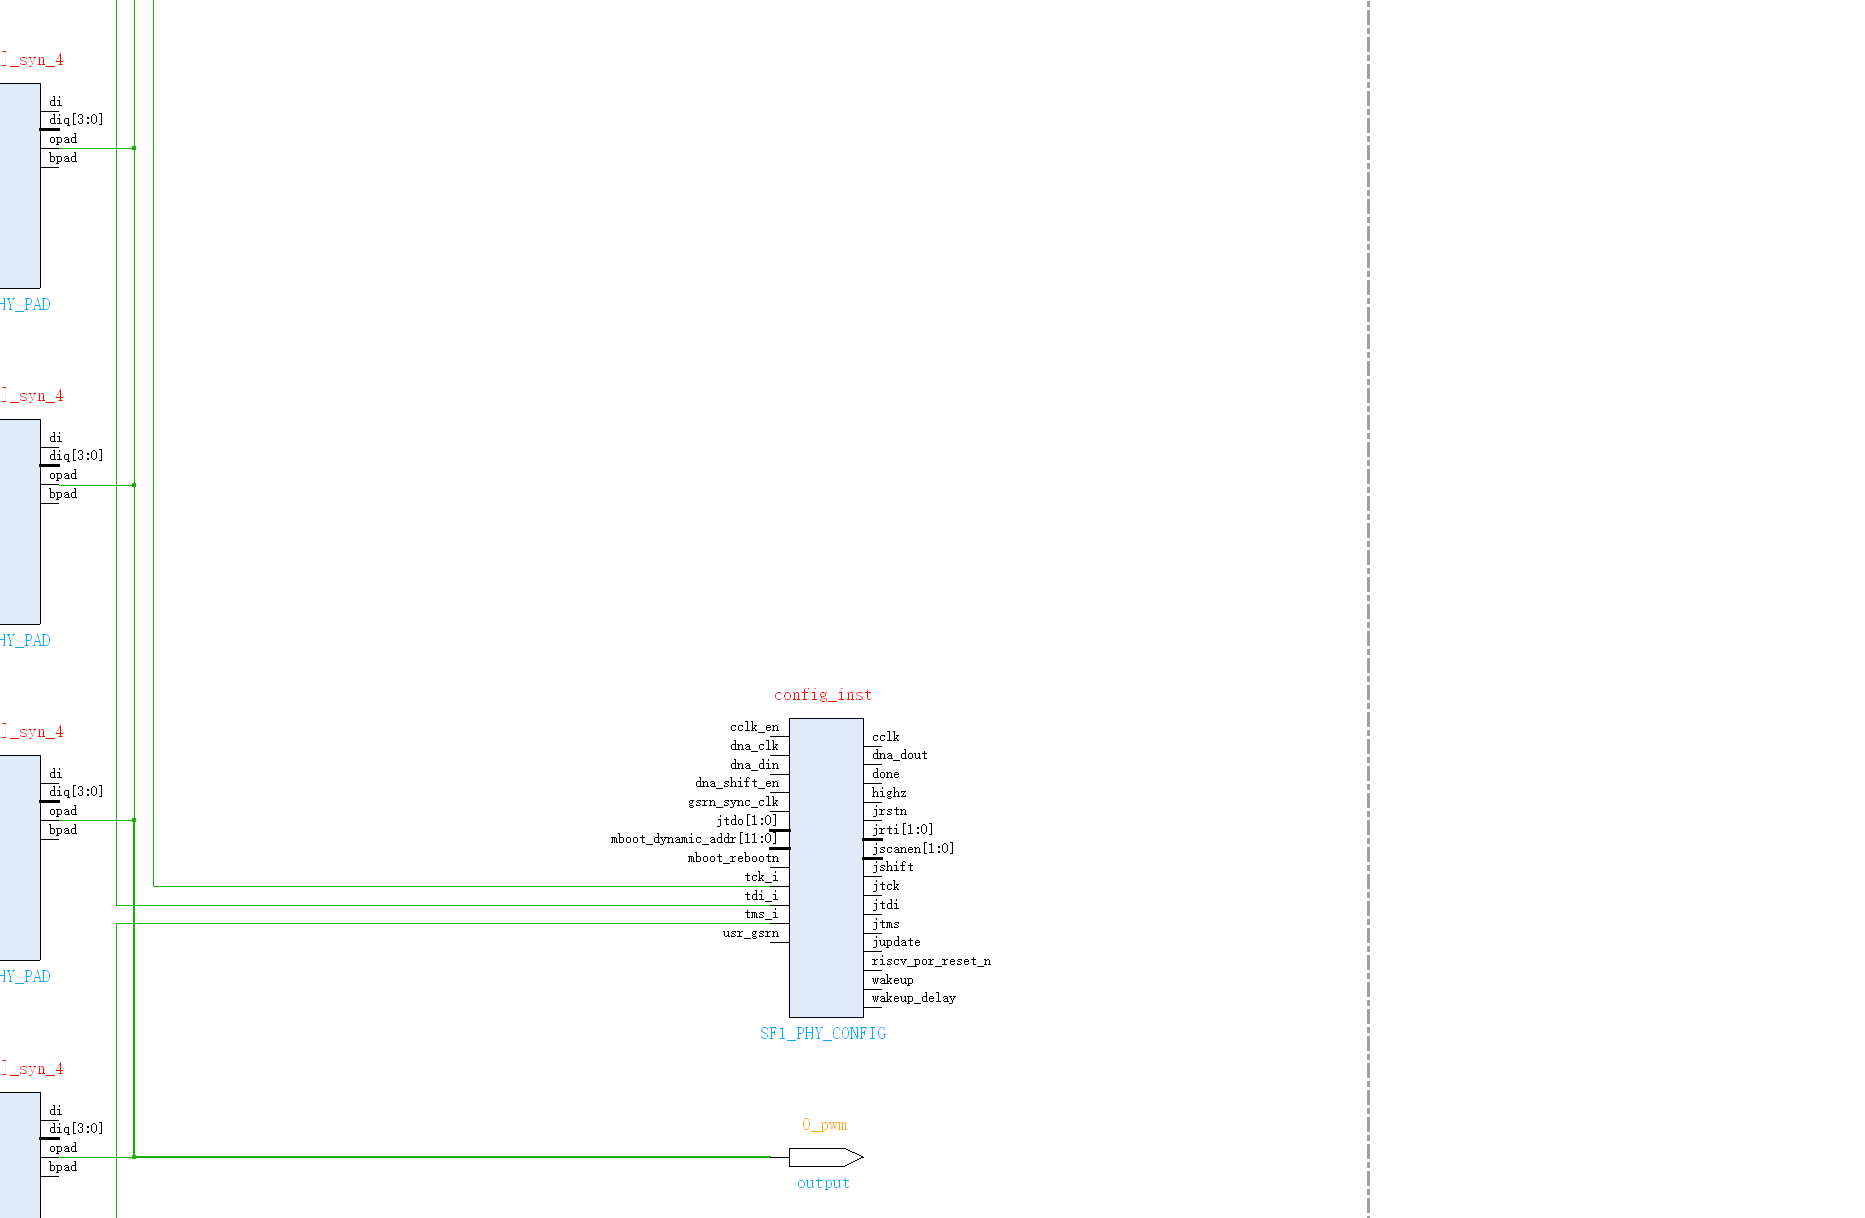 ]_syn_4
di
diq[3:0]
opad
bpad
HY_PAD
]_syn_4
di
diq[3:0]
opad
bpad
HY_PAD
]_syn_4
di
diq[3:0]
opad
bpad
HY_PAD
]_syn_4
di
diq[3:0]
opad
bpad
config_inst
cclk_en
dna_clk
dna_din
dna_shift_en
gsrn_sync_clk
jtdo[1:0]
mboot_dynamic_addr[11:0]
mboot_rebootn
tck_i
tdi_i
tms_i
usr_gsrn
cclk
dna_dout
done
highz
jrstn
jrti[1:0]
jscanen[1:0]
jshift
jtck
jtdi
jtms
jupdate
riscv_por_reset_n
wakeup
wakeup_delay
SF1_PHY_CONFIG
O_pwm
output